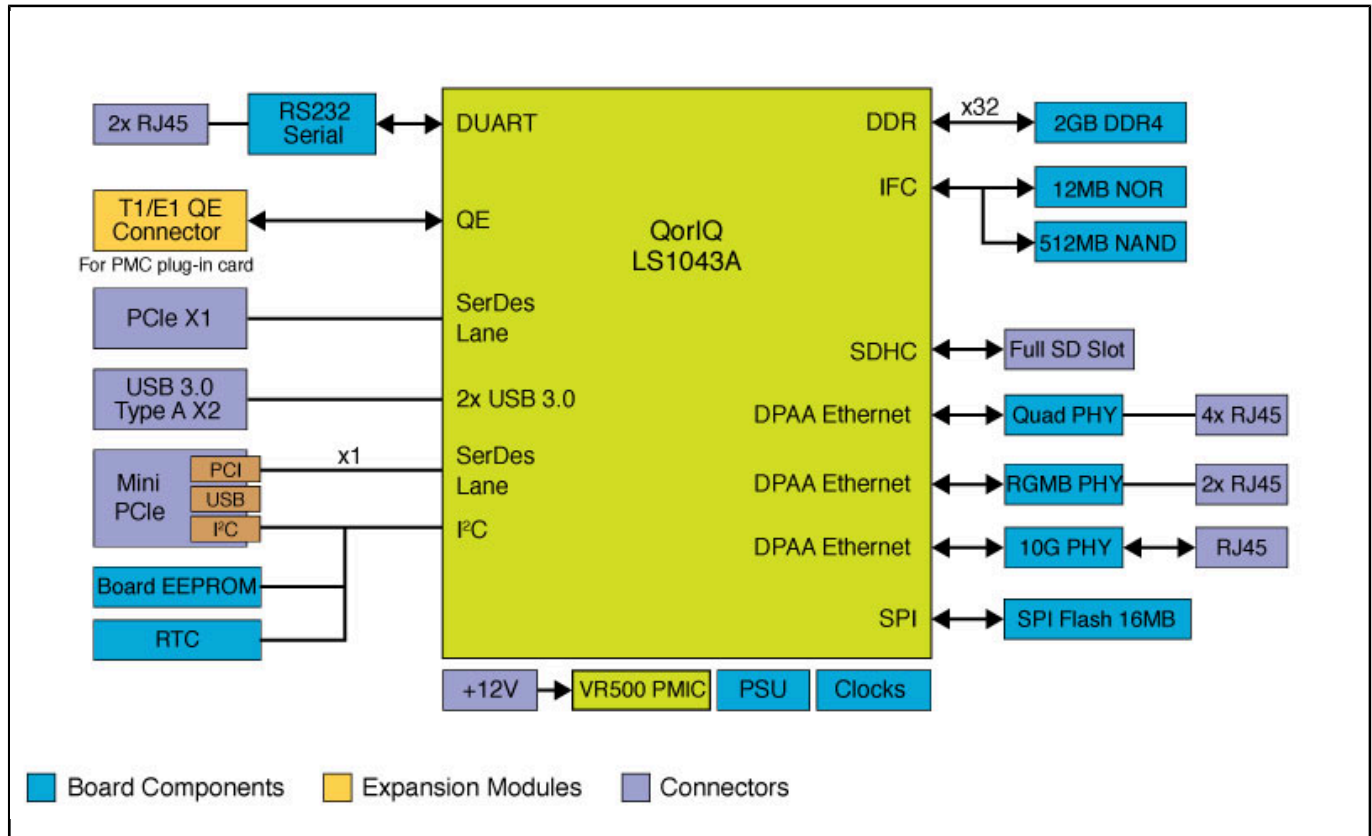 2x RJ45
RS232
Serial
DUART
T1/E1 QE
Connector
For PMC plug-in card
QE
PCIe X1
SerDes
Lane
USB 3.0
Type A X2
2x USB 3.0
Mini
PCIe
PCI
USB
I²C
x1
SerDes
Lane
I²C
Board EEPROM
RTC
QorIQ
LS1043A
DDR
x32
2GB DDR4
IFC
12MB NOR
512MB NAND
SDHC
Full SD Slot
DPAA Ethernet
Quad PHY
4x RJ45
DPAA Ethernet
RGMB PHY
2x RJ45
DPAA Ethernet
10G PHY
RJ45
SPI
SPI Flash 16MB
+12V
VR500 PMIC
PSU
Clocks
Board Components
Expansion Modules
Connectors